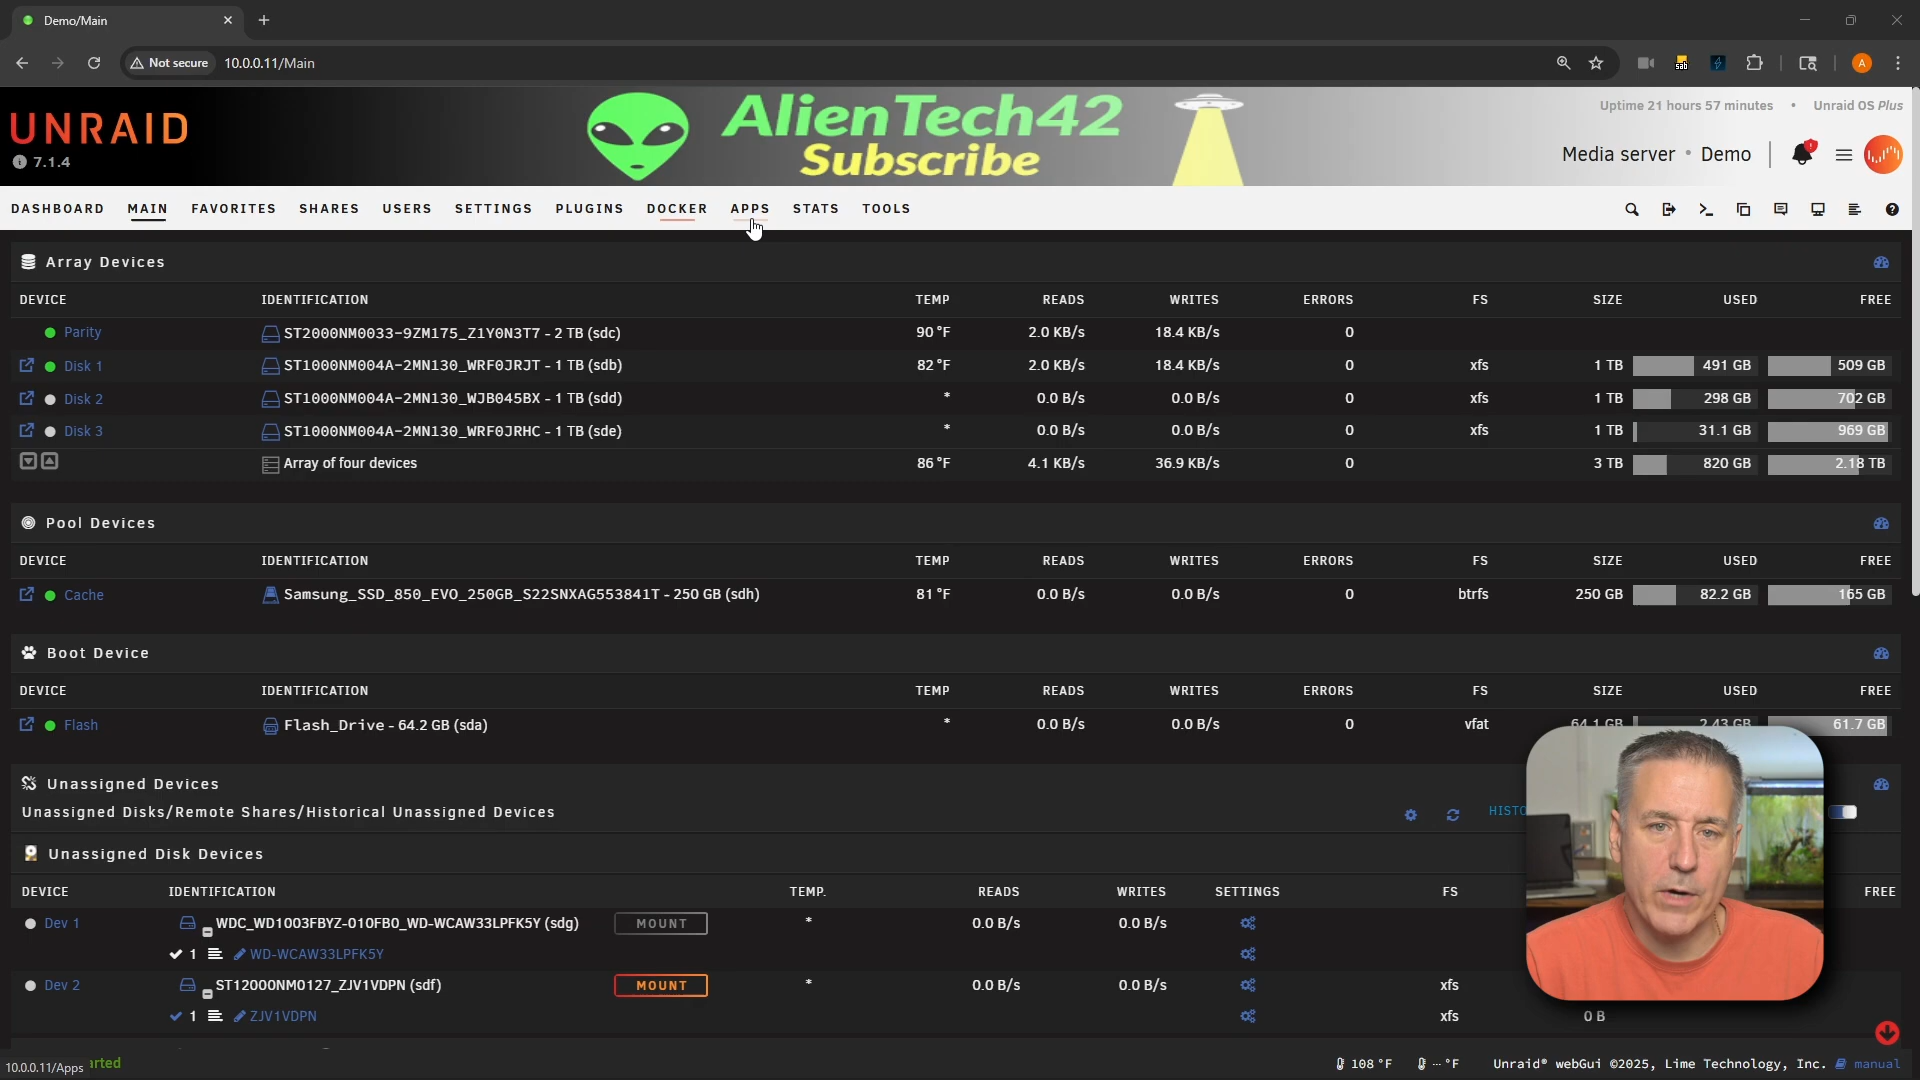 Demo/Main
Not secure 10.0.0.11/Main
sab
A
UNRAID
7.1.4
AlienTech42
Subscribe
Uptime 21 hours 57 minutes • Unraid OS Plus
Media server • Demo
DASHBOARD MAIN FAVORITES SHARES USERS SETTINGS PLUGINS DOCKER APPS STATS TOOLS
Array Devices
DEVICE IDENTIFICATION TEMP READS WRITES ERRORS FS SIZE USED FREE
Parity ST2000NM0033-9ZM175_Z1Y0N3T7 - 2 TB (sdc) 90 °F 2.0 KB/s 18.4 KB/s 0
Disk 1 ST1000NM004A-2MN130_WRF0JRJT - 1 TB (sdb) 82 °F 2.0 KB/s 18.4 KB/s 0 xfs 1 TB 491 GB 509 GB
Disk 2 ST1000NM004A-2MN130_WJB045BX - 1 TB (sdd) * 0.0 B/s 0.0 B/s 0 xfs 1 TB 298 GB 702 GB
Disk 3 ST1000NM004A-2MN130_WRF0JRHC - 1 TB (sde) * 0.0 B/s 0.0 B/s 0 xfs 1 TB 31.1 GB 969 GB
Array of four devices 86 °F 4.1 KB/s 36.9 KB/s 0 3 TB 820 GB 2.18 TB
Pool Devices
DEVICE IDENTIFICATION TEMP READS WRITES ERRORS FS SIZE USED FREE
Cache Samsung_SSD_850_EVO_250GB_S22SNXAG553841T - 250 GB (sdh) 81 °F 0.0 B/s 0.0 B/s 0 btrfs 250 GB 82.2 GB 165 GB
Boot Device
DEVICE IDENTIFICATION TEMP READS WRITES ERRORS FS SIZE USED FREE
Flash Flash_Drive - 64.2 GB (sda) * 0.0 B/s 0.0 B/s 0 vfat 64.1 GB 2.43 GB 61.7 GB
Unassigned Devices
Unassigned Disks/Remote Shares/Historical Unassigned Devices HISTO
Unassigned Disk Devices
DEVICE IDENTIFICATION TEMP. READS WRITES SETTINGS FS FREE
Dev 1 WDC_WD1003FBYZ-010FB0_WD-WCAW33LPFK5Y (sdg) MOUNT * 0.0 B/s 0.0 B/s
1 WD-WCAW33LPFK5Y
Dev 2 ST12000NM0127_ZJV1VDPN (sdf) MOUNT * 0.0 B/s 0.0 B/s xfs
1 ZJV1VDPN xfs 0 B
10.0.0.11/Apps arted 108 °F -- °F Unraid® webGui ©2025, Lime Technology, Inc. manual